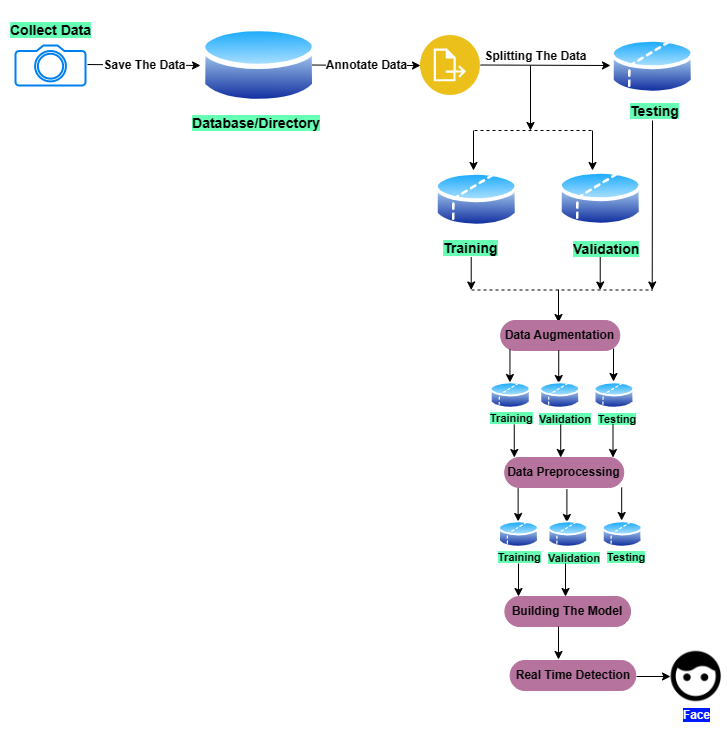 Collect Data
Save The Data
Annotate Data
Splitting The Data
Database/Directory
Testing
Training
Validation
Data Augmentation
Training
Validation
Testing
Data Preprocessing
Training
Validation
Testing
Building The Model
Real Time Detection
Face